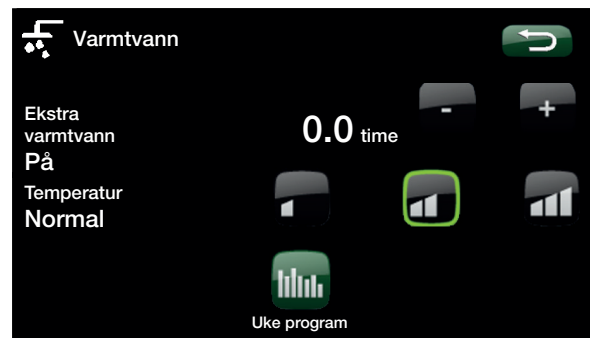 Varmtvann
Ekstra
varmtvann
0.0 time
- +
På
Temperatur
Normal
Uke program